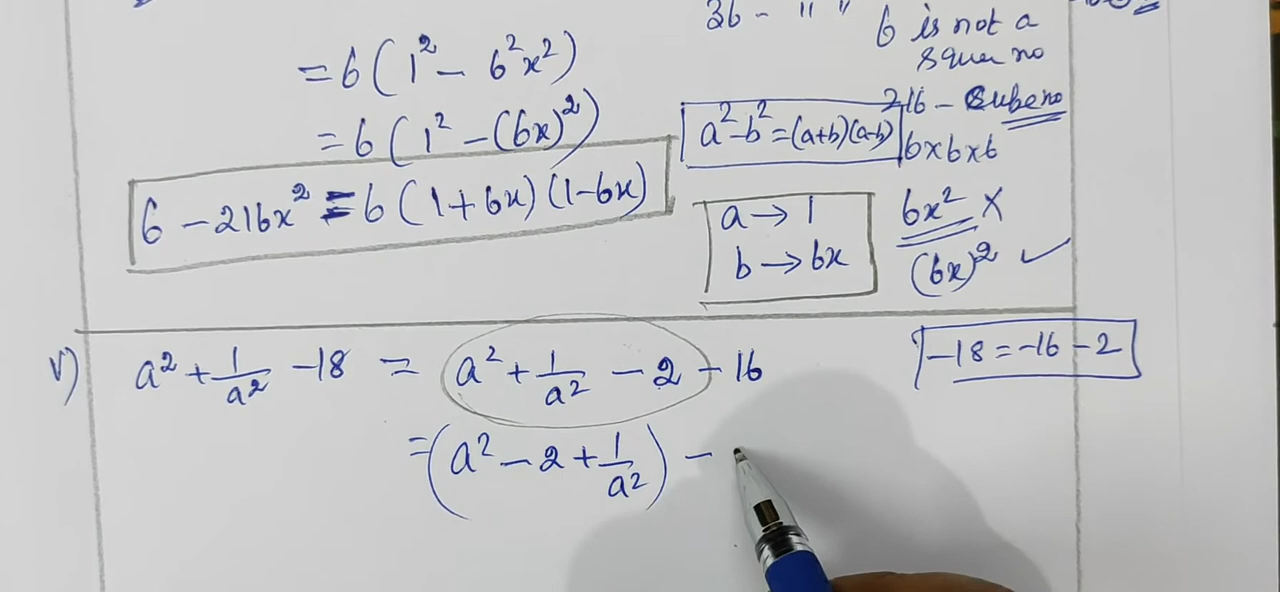 36 - " "
6 is not a
squa no
= 6 ( 1² - 6²x² )
216 - Cube no
= 6 ( 1² - (6x)² )
a² - b² = (a+b)(a-b)
6x6x6
6 - 216x² = 6 ( 1 + 6x ) ( 1 - 6x )
a → 1
6x² X
b → 6x
(6x)² ✓
v) a² + 1/a² - 18 = a² + 1/a² - 2 - 16
-18 = -16 - 2
= ( a² - 2 + 1/a² ) -